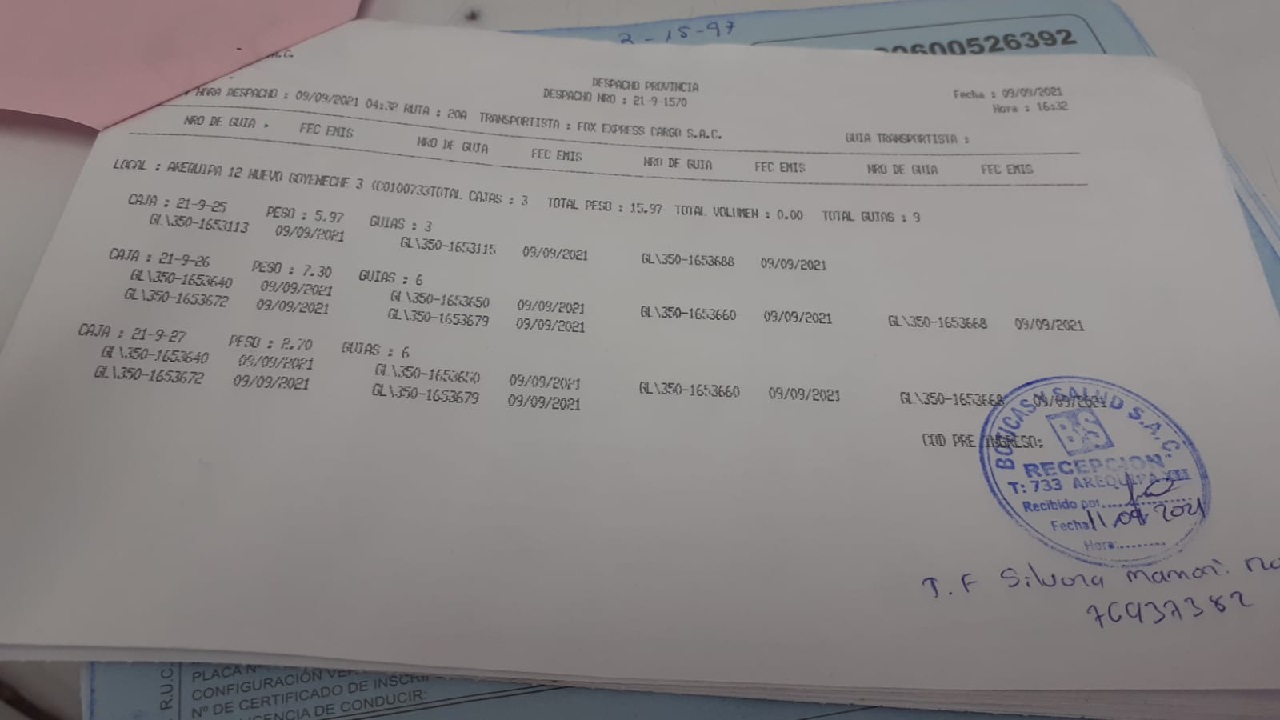 2-15-97
00600526392
DESPACHO PROVINCIA
DESPACHO NRO : 21-9-1570
Fecha : 09/09/2021
Hora : 16:32
HORA DESPACHO : 09/09/2021 04:32 RUTA : 20A TRANSPORTISTA : FOX EXPRESS CARGO S.A.C.
GUIA TRANSPORTISTA :
NRO DE GUIA FEC EMIS NRO DE GUIA FEC EMIS NRO DE GUIA FEC EMIS NRO DE GUIA FEC EMIS
LOCAL : AREQUIPA 12 NUEVO GOYENECHE 3 (C0100733TOTAL CAJAS : 3 TOTAL PESO : 15.97 TOTAL VOLUMEN : 0.00 TOTAL GUIAS : 9
CAJA : 21-9-25 PESO : 5.97 GUIAS : 3
GL\350-1653113 09/09/2021 GL\350-1653115 09/09/2021 GL\350-1653688 09/09/2021
CAJA : 21-9-26 PESO : 7.30 GUIAS : 6
GL\350-1653640 09/09/2021 GL\350-1653650 09/09/2021 GL\350-1653660 09/09/2021 GL\350-1653668 09/09/2021
GL\350-1653672 09/09/2021 GL\350-1653679 09/09/2021
CAJA : 21-9-27 PESO : 2.70 GUIAS : 6
GL\350-1653640 09/09/2021 GL\350-1653650 09/09/2021 GL\350-1653660 09/09/2021 GL\350-1653668 09/09/2021
GL\350-1653672 09/09/2021 GL\350-1653679 09/09/2021
COD PRE INGRESO:
BOTICAS Y SALUD S.A.C.
BS
RECEPCION
T: 733 AREQUIPA XII
Recibido por
Fecha 11 09 2021
Hora:
T.F Silvora Mamani
76937382
R.U.C.
PLACA N°
CONFIGURACIÓN
N° DE CERTIFICADO DE
LICENCIA DE CONDUCIR: